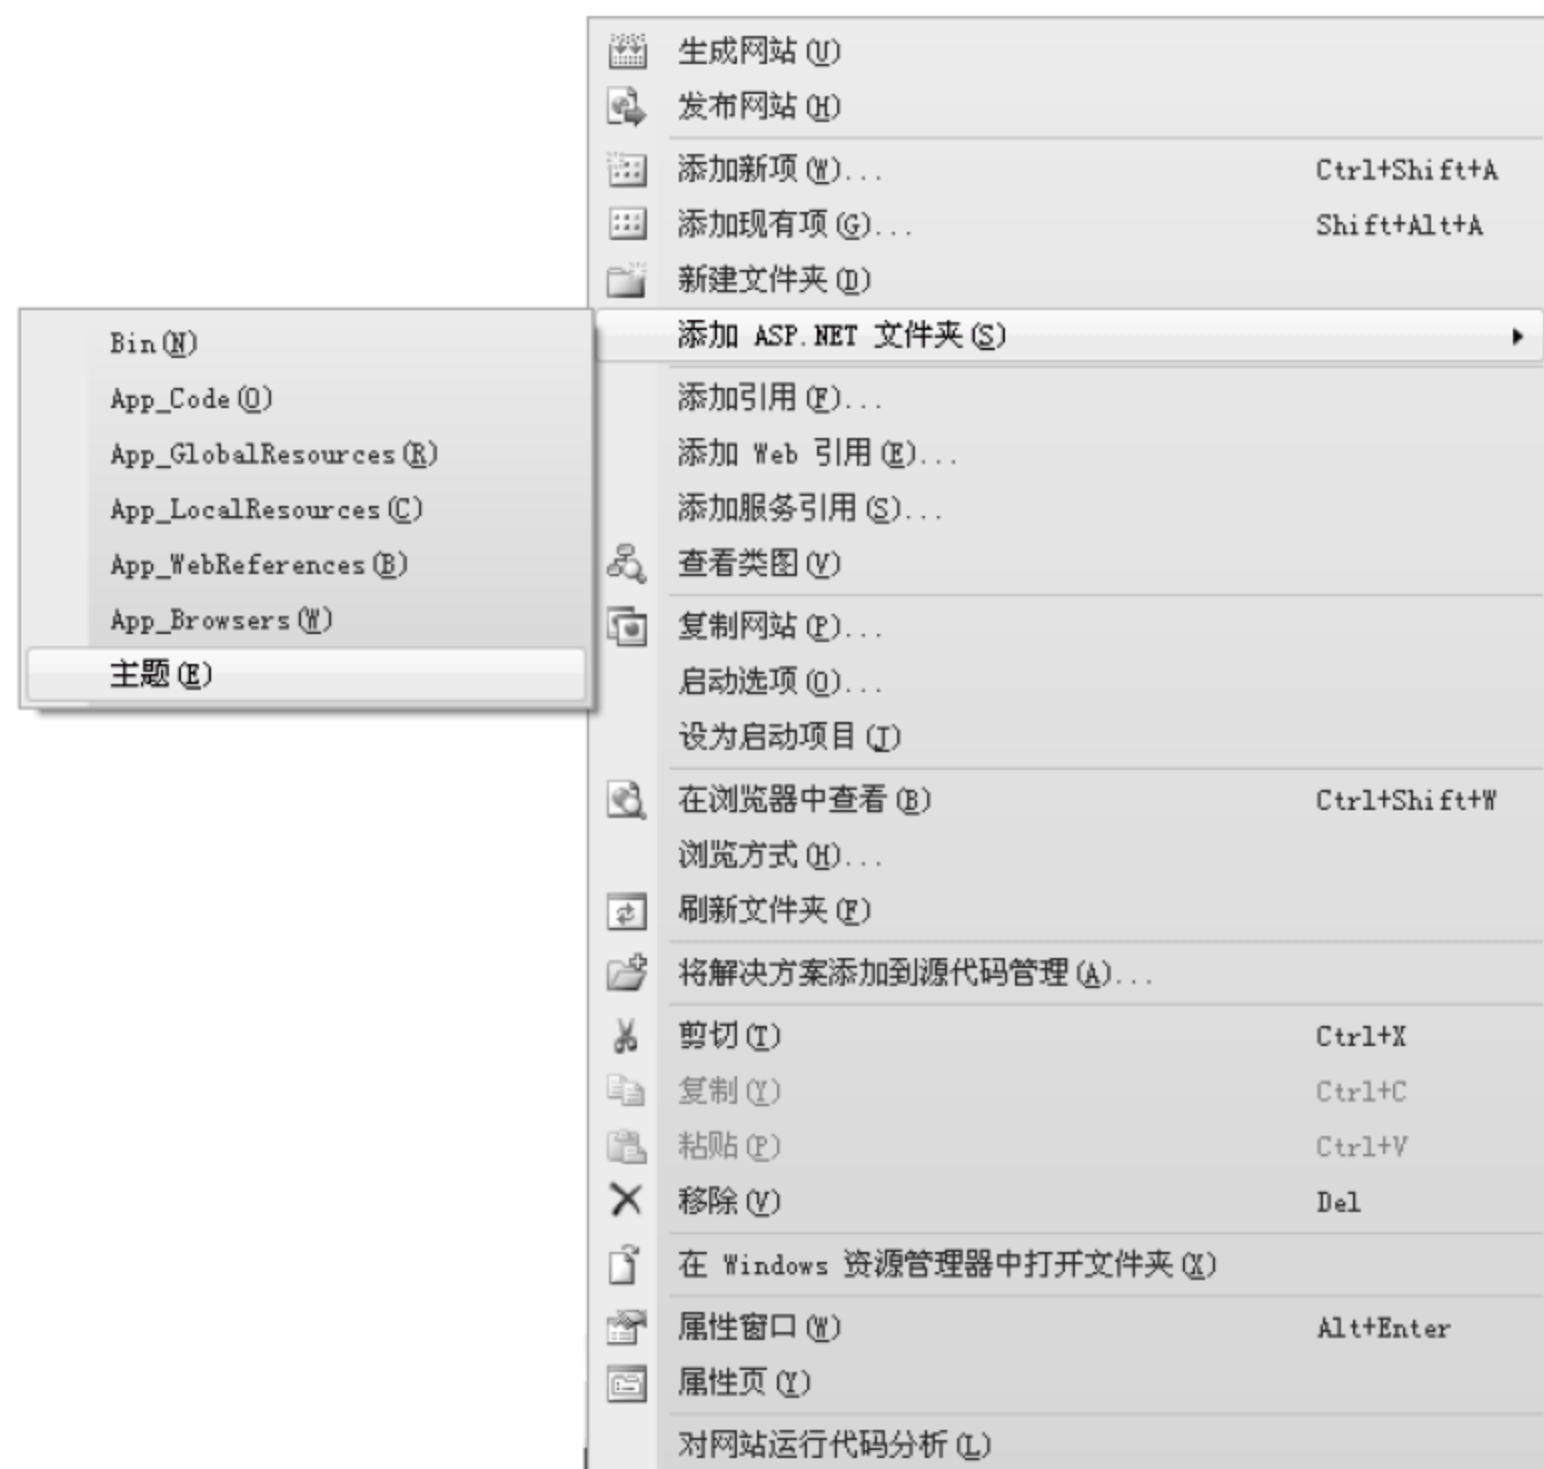 生成网站(U)
发布网站(H)
添加新项(W)... Ctrl+Shift+A
添加现有项(G)... Shift+Alt+A
新建文件夹(D)
添加 ASP.NET 文件夹(S)
Bin(N)
App_Code(O)
App_GlobalResources(R)
App_LocalResources(C)
App_WebReferences(B)
App_Browsers(W)
主题(E)
添加引用(F)...
添加 Web 引用(E)...
添加服务引用(S)...
查看类图(V)
复制网站(P)...
启动选项(O)...
设为启动项目(J)
在浏览器中查看(B) Ctrl+Shift+W
浏览方式(H)...
刷新文件夹(F)
将解决方案添加到源代码管理(A)...
剪切(T) Ctrl+X
复制(Y) Ctrl+C
粘贴(P) Ctrl+V
移除(V) Del
在 Windows 资源管理器中打开文件夹(X)
属性窗口(W) Alt+Enter
属性页(Y)
对网站运行代码分析(L)